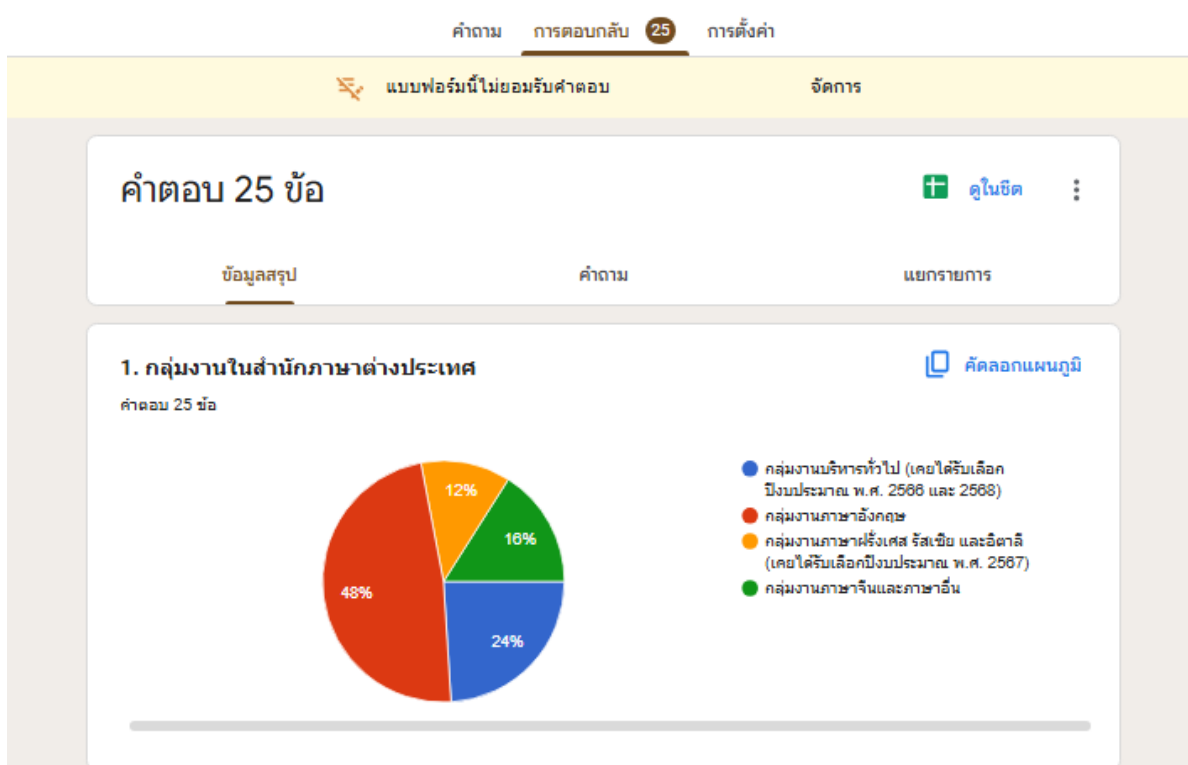 คำถาม การตอบกลับ 25 การตั้งค่า
แบบฟอร์มนี้ไม่ยอมรับคำตอบ จัดการ
คำตอบ 25 ข้อ ดูในชีต
ข้อมูลสรุป คำถาม แยกรายการ
1. กลุ่มงานในสำนักภาษาต่างประเทศ คัดลอกแผนภูมิ
คำตอบ 25 ข้อ
กลุ่มงานบริหารทั่วไป (เคยได้รับเลือก
ปีงบประมาณ พ.ศ. 2566 และ 2568)
กลุ่มงานภาษาอังกฤษ
กลุ่มงานภาษาฝรั่งเศส รัสเซีย และอิตาลี
(เคยได้รับเลือกปีงบประมาณ พ.ศ. 2567)
กลุ่มงานภาษาจีนและภาษาอื่น
12%
16%
48%
24%